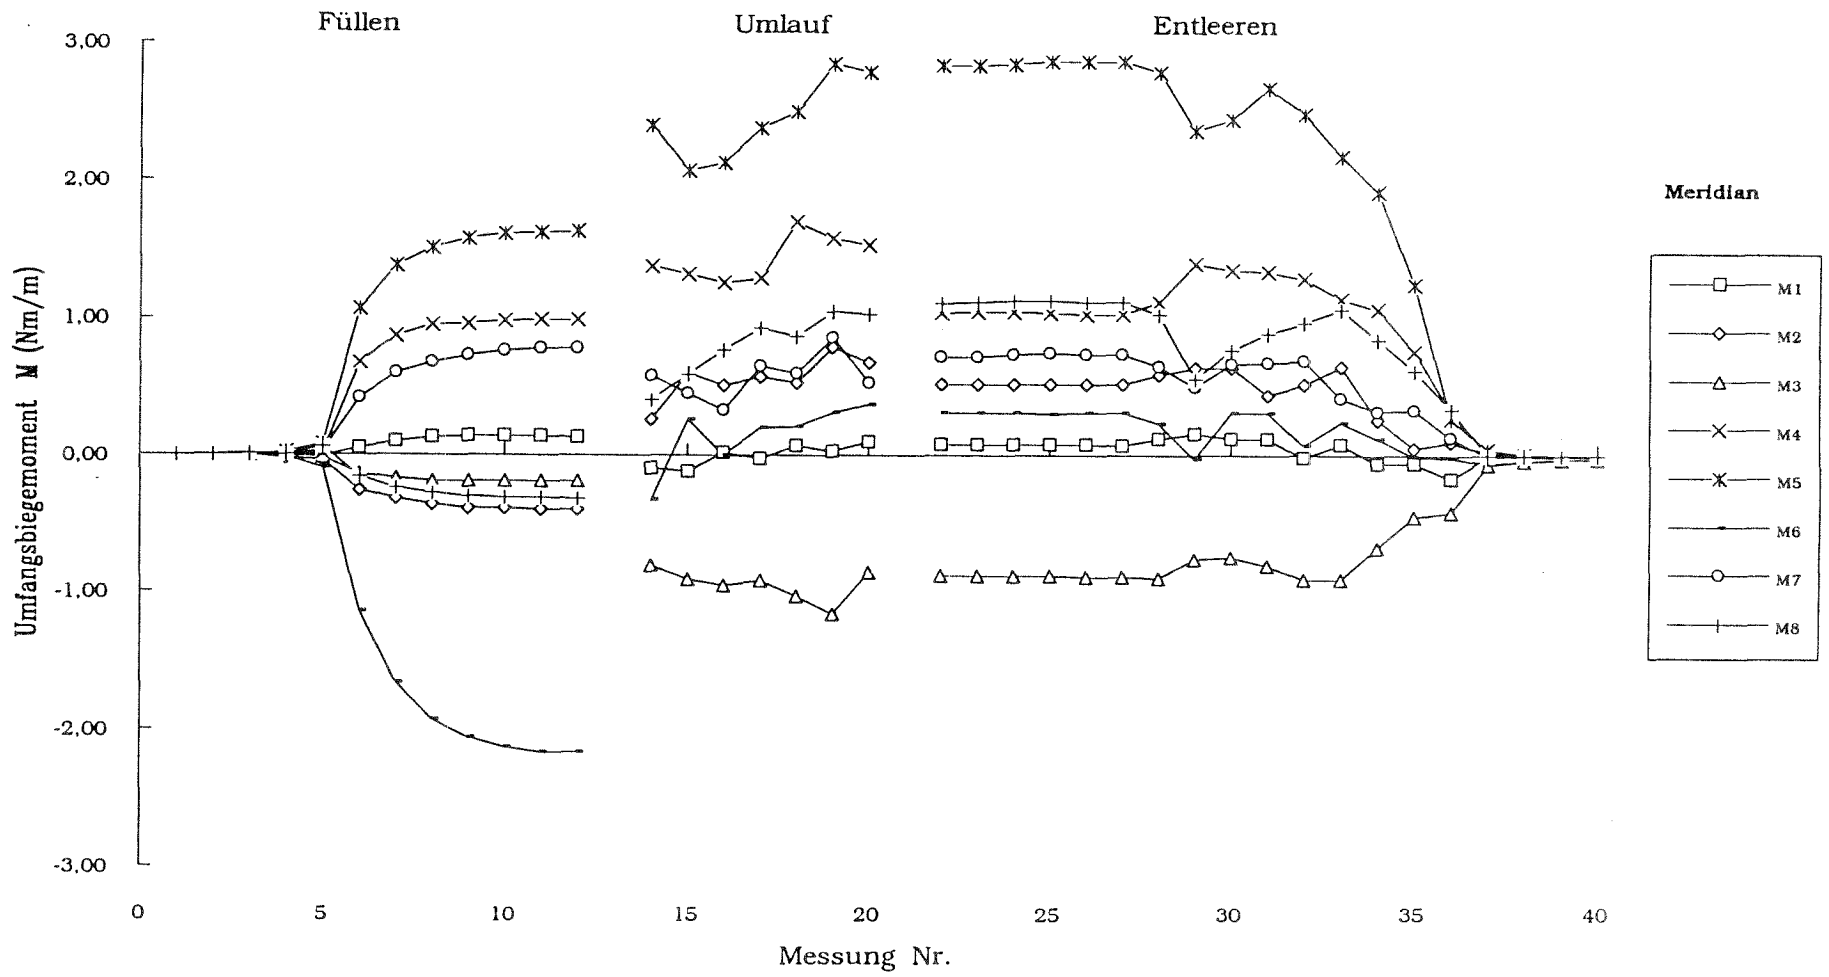 Füllen
Umlauf
Entleeren
3.00
2.00
1.00
0.00
-1.00
-2.00
-3.00
Umfangsbiegemoment M (Nm/m)
0
5
10
15
20
25
30
35
40
Messung Nr.
Meridian
M1
M2
M3
M4
M5
M6
M7
M8